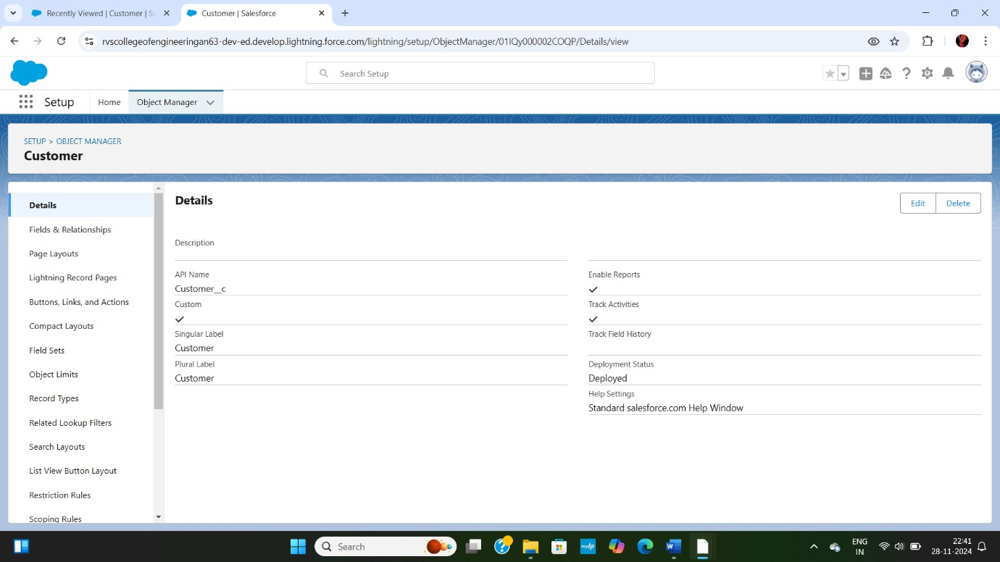 Recently Viewed | Customer | Sa
Customer | Salesforce
rvscollegeofengineeringan63-dev-ed.develop.lightning.force.com/lightning/setup/ObjectManager/01IQy000002COQP/Details/view
Search Setup
Setup
Home
Object Manager
SETUP > OBJECT MANAGER
Customer
Details
Fields & Relationships
Page Layouts
Lightning Record Pages
Buttons, Links, and Actions
Compact Layouts
Field Sets
Object Limits
Record Types
Related Lookup Filters
Search Layouts
List View Button Layout
Restriction Rules
Scoping Rules
Details
Edit
Delete
Description
API Name
Customer__c
Custom
Singular Label
Customer
Plural Label
Customer
Enable Reports
Track Activities
Track Field History
Deployment Status
Deployed
Help Settings
Standard salesforce.com Help Window
Search
myhp
ENG
IN
22:41
28-11-2024